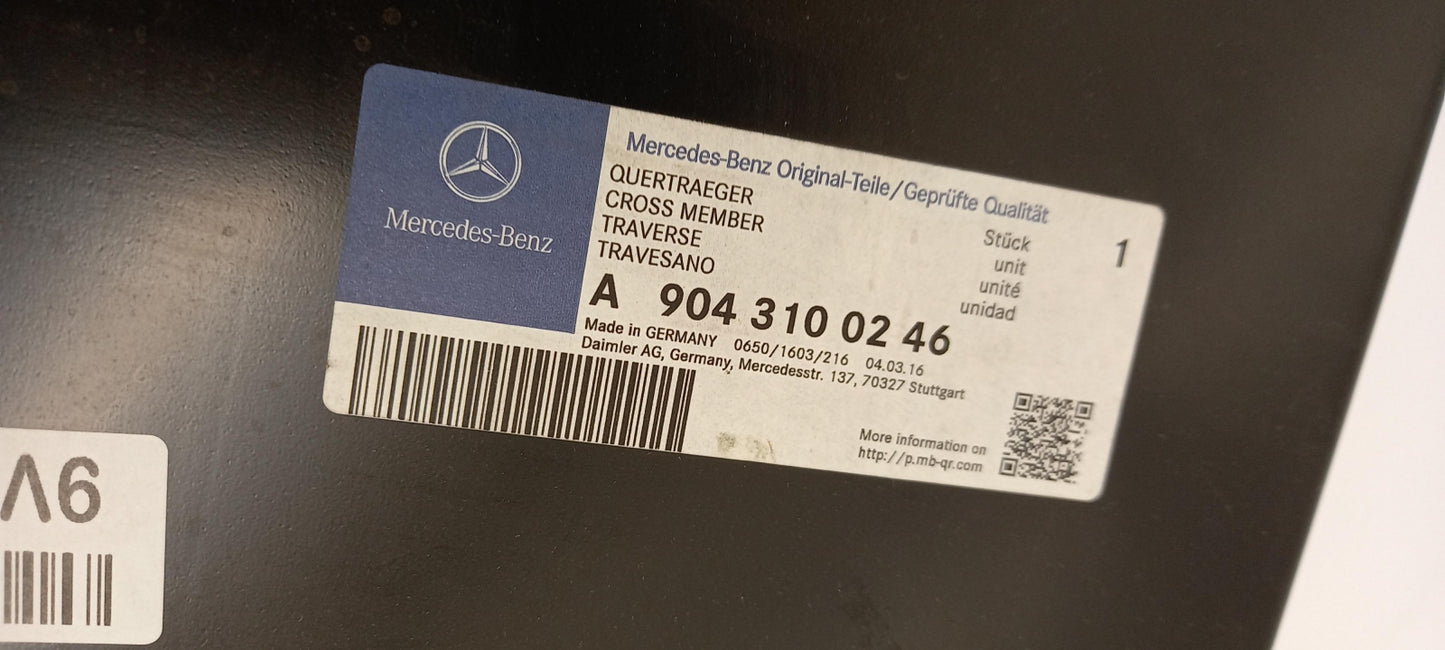 Mercedes-Benz
Mercedes-Benz Original-Teile/Geprüfte Qualität
QUERTRAEGER
CROSS MEMBER
TRAVERSE
TRAVESANO
Stück 1
unit
unité
unidad
A 904 310 02 46
Made in GERMANY 0650/1603/216 04.03.16
Daimler AG, Germany, Mercedesstr. 137, 70327 Stuttgart
More information on
http://p.mb-qr.com